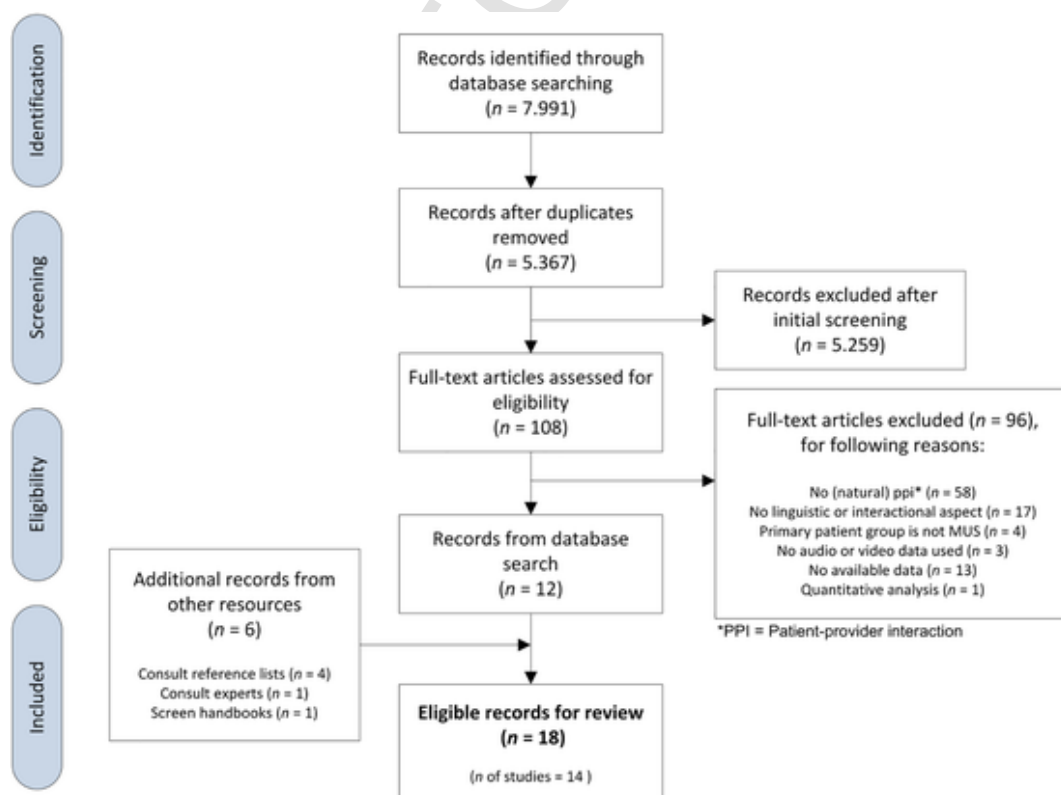 Identification
Records identified through
database searching
(n = 7.991)
Records after duplicates
removed
(n = 5.367)
Screening
Records excluded after
initial screening
(n = 5.259)
Full-text articles assessed for
eligibility
(n = 108)
Eligibility
Full-text articles excluded (n = 96),
for following reasons:
No (natural) ppi* (n = 58)
No linguistic or interactional aspect (n = 17)
Primary patient group is not MUS (n = 4)
No audio or video data used (n = 3)
No available data (n = 13)
Quantitative analysis (n = 1)
*PPI = Patient-provider interaction
Records from database
search
(n = 12)
Additional records from
other resources
(n = 6)
Consult reference lists (n = 4)
Consult experts (n = 1)
Screen handbooks (n = 1)
Included
Eligible records for review
(n = 18)
(n of studies = 14 )